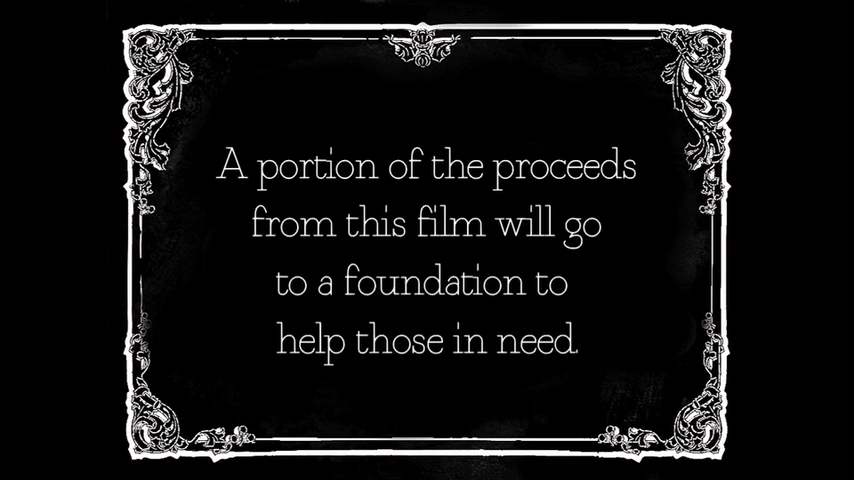 A portion of the proceeds
from this film will go
to a foundation to
help those in need.